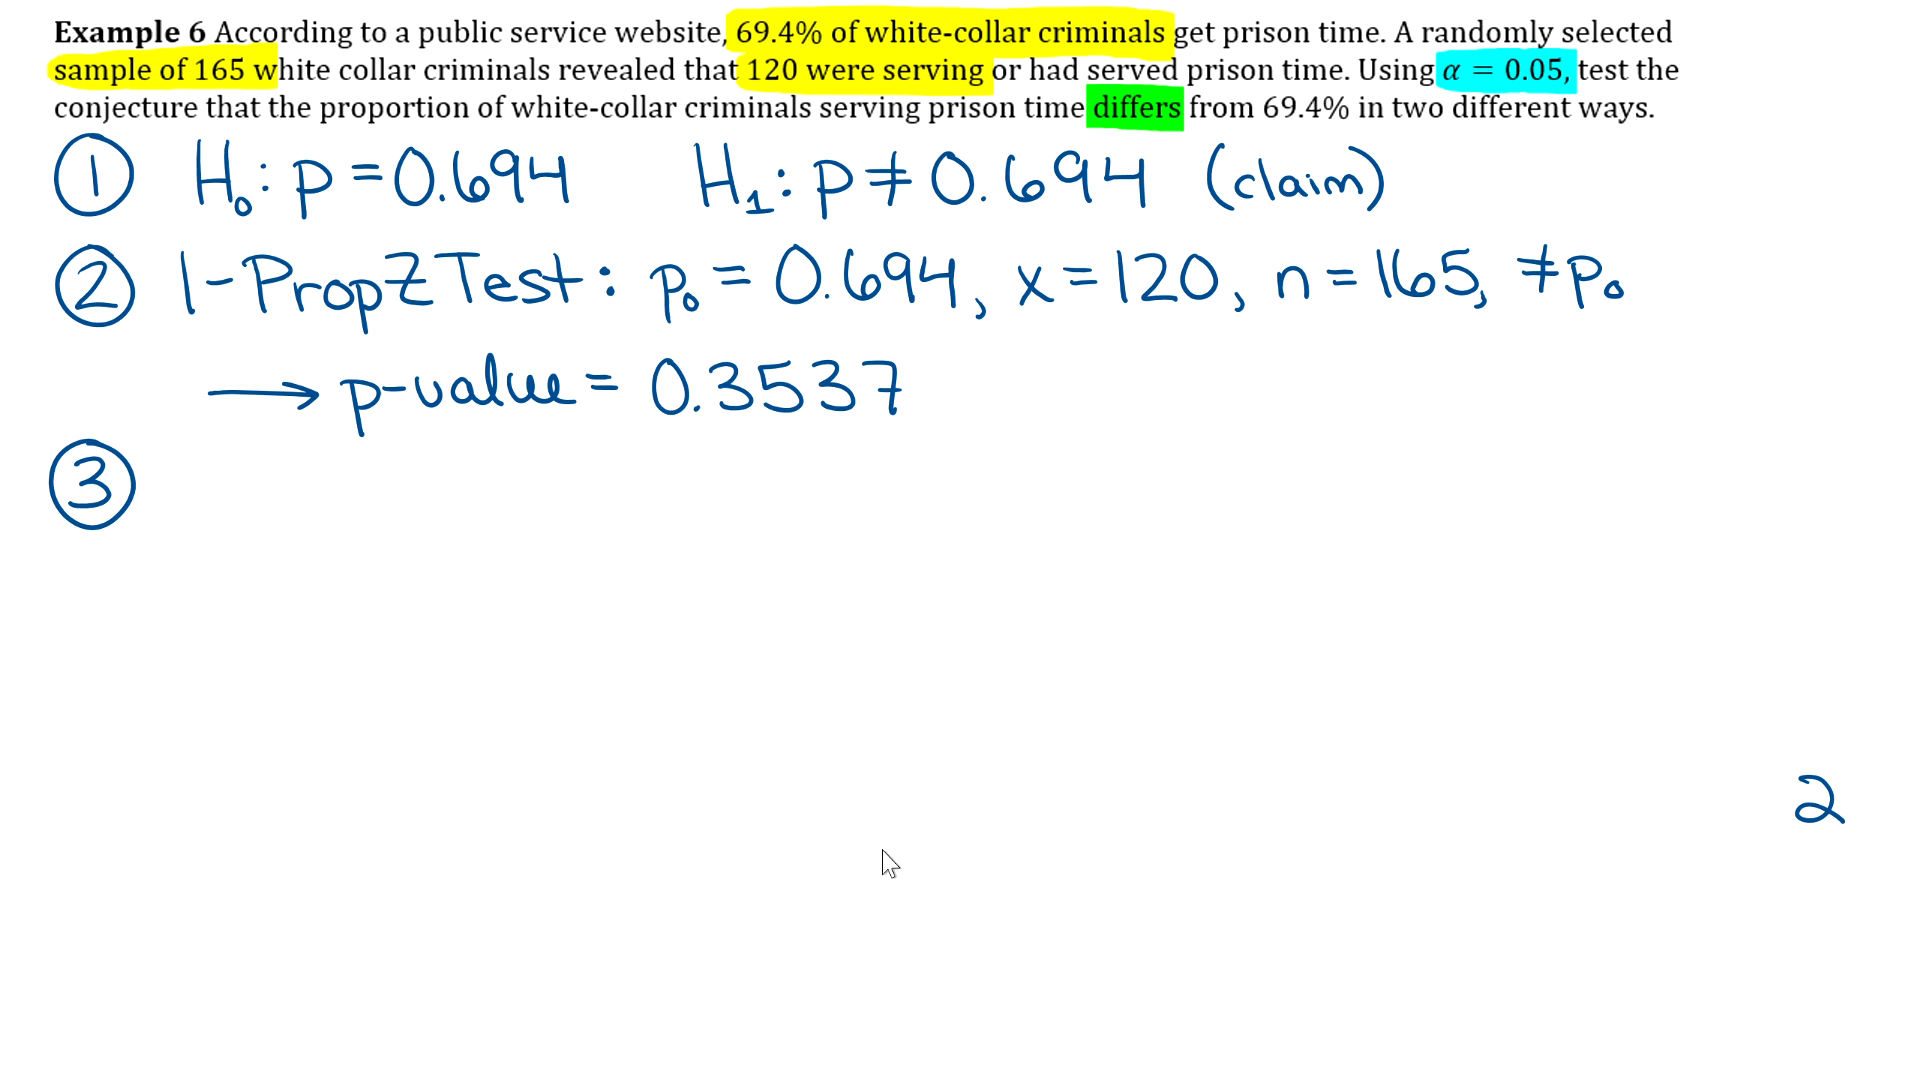 Example 6 According to a public service website, 69.4% of white-collar criminals get prison time. A randomly selected
sample of 165 white collar criminals revealed that 120 were serving or had served prison time. Using α = 0.05, test the
conjecture that the proportion of white-collar criminals serving prison time differs from 69.4% in two different ways.
① H₀: p = 0.694 H₁: p ≠ 0.694 (claim)
② 1-PropZTest: p₀ = 0.694, x = 120, n = 165, ≠p₀
→ p-value = 0.3537
③
2